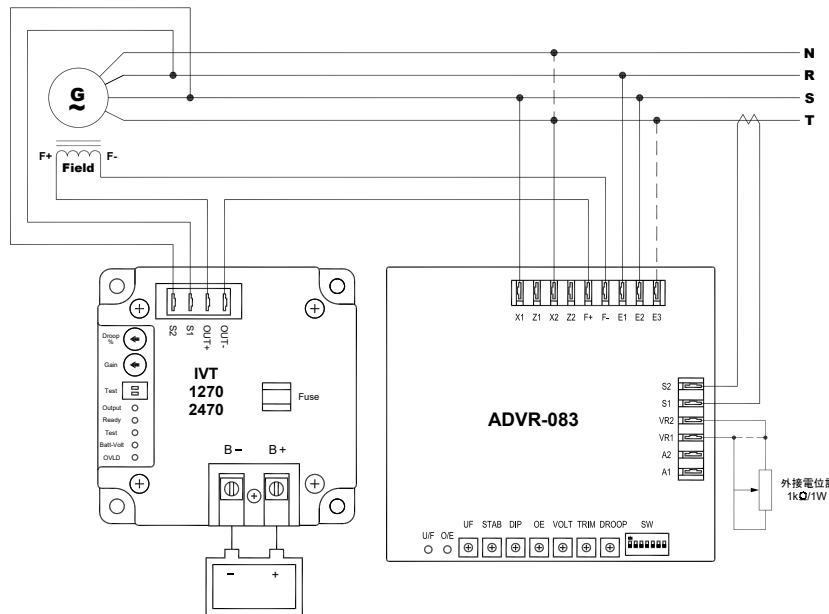 N
R
S
T
G
~
F+
F-
Field
S2
S1
OUT+
OUT-
Droop
%
Gain
Test
Output
Ready
Test
Batt-Volt
OVLD
IVT
1270
2470
Fuse
B −
B +
−
+
X1 Z1 X2 Z2 F+ F- E1 E2 E3
ADVR-083
S2
S1
VR2
VR1
A2
A1
外接電位
1kΩ/1W
U/F O/E UF STAB DIP OE VOLT TRIM DROOP SW